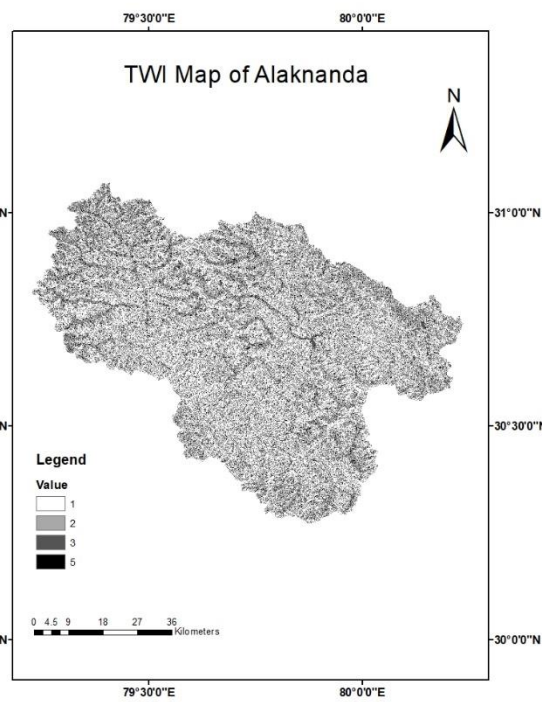 79°30'0"E 80°0'0"E
TWI Map of Alaknanda
N
N 31°0'0"N
N 30°30'0"N
Legend
Value
1
2
3
5
0 4.5 9 18 27 36
Kilometers
N 30°0'0"N
79°30'0"E 80°0'0"E